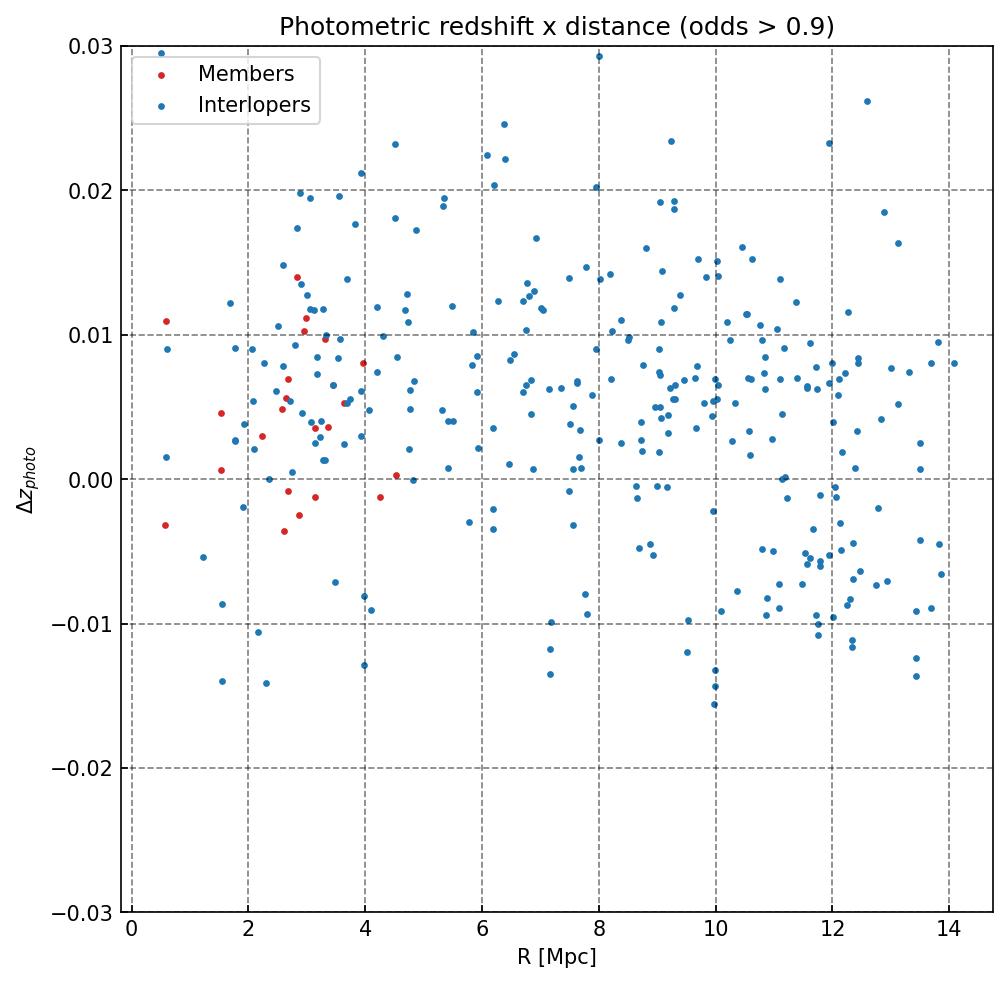 Photometric redshift x distance (odds > 0.9)
Members
Interlopers
0.03
0.02
0.01
0.00
−0.01
−0.02
−0.03
Δz_photo
0 2 4 6 8 10 12 14
R [Mpc]